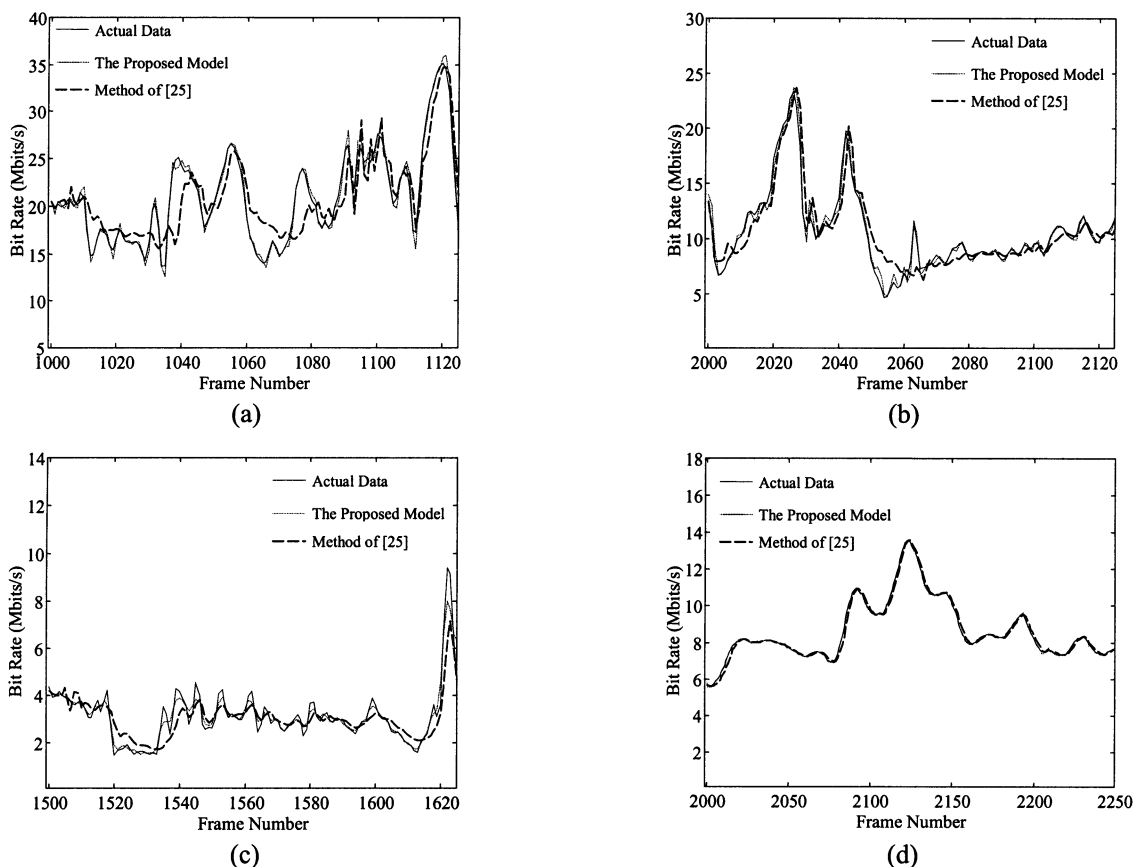 40
35
30
25
20
15
10
5
Bit Rate (Mbits/s)
Actual Data
The Proposed Model
Method of [25]
1000 1020 1040 1060 1080 1100 1120
Frame Number
(a)
30
25
20
15
10
5
Bit Rate (Mbits/s)
Actual Data
The Proposed Model
Method of [25]
2000 2020 2040 2060 2080 2100 2120
Frame Number
(b)
14
12
10
8
6
4
2
Bit Rate (Mbits/s)
Actual Data
The Proposed Model
Method of [25]
1500 1520 1540 1560 1580 1600 1620
Frame Number
(c)
18
16
14
12
10
8
6
4
2
Bit Rate (Mbits/s)
Actual Data
The Proposed Model
Method of [25]
2000 2050 2100 2150 2200 2250
Frame Number
(d)